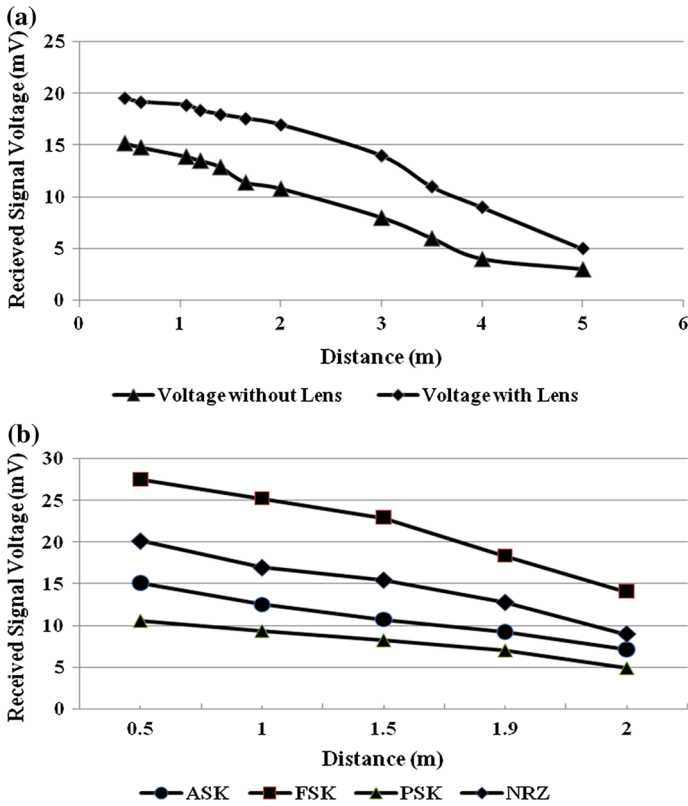 (a)
Recieved Signal Voltage (mV)
25
20
15
10
5
0
0 1 2 3 4 5 6
Distance (m)
Voltage without Lens Voltage with Lens
(b)
Received Signal Voltage (mV)
30
25
20
15
10
5
0
0.5 1 1.5 1.9 2
Distance (m)
ASK FSK PSK NRZ